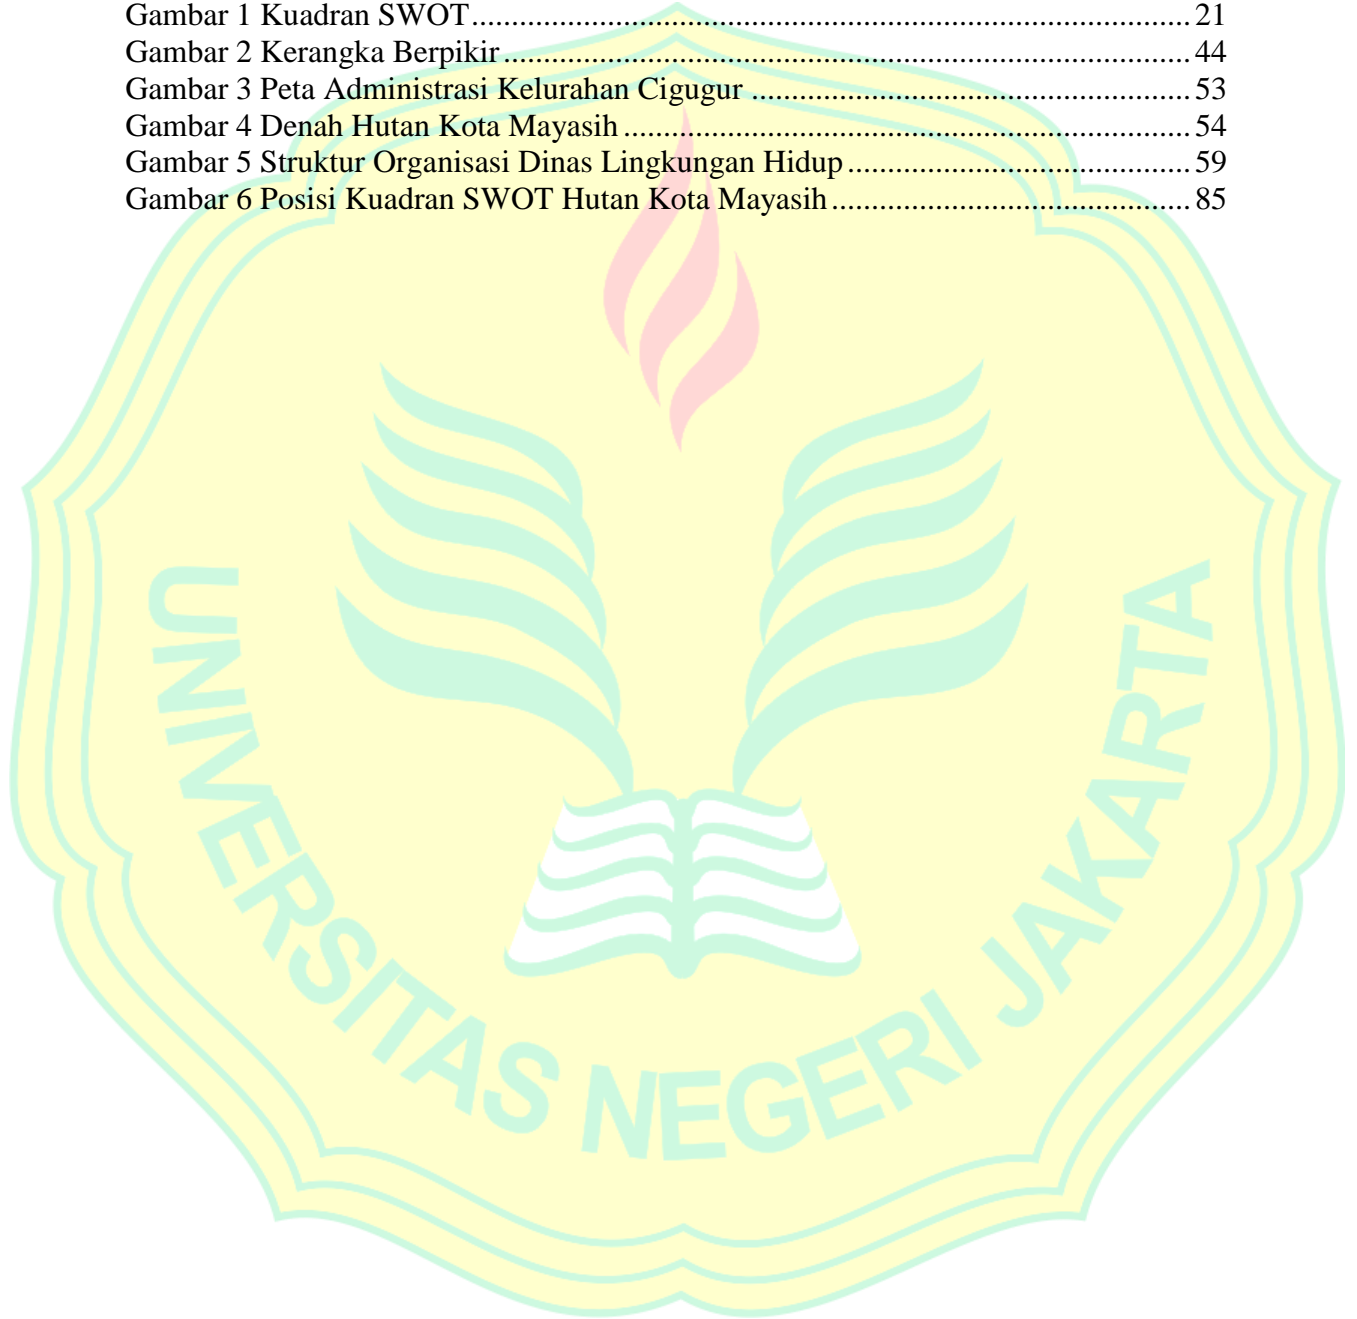 Gambar 1 Kuadran SWOT.......................................................................................... 21
Gambar 2 Kerangka Berpikir ...................................................................................... 44
Gambar 3 Peta Administrasi Kelurahan Cigugur ....................................................... 53
Gambar 4 Denah Hutan Kota Mayasih ....................................................................... 54
Gambar 5 Struktur Organisasi Dinas Lingkungan Hidup ........................................... 59
Gambar 6 Posisi Kuadran SWOT Hutan Kota Mayasih ............................................. 85
UNIVERSITAS NEGERI JAKARTA